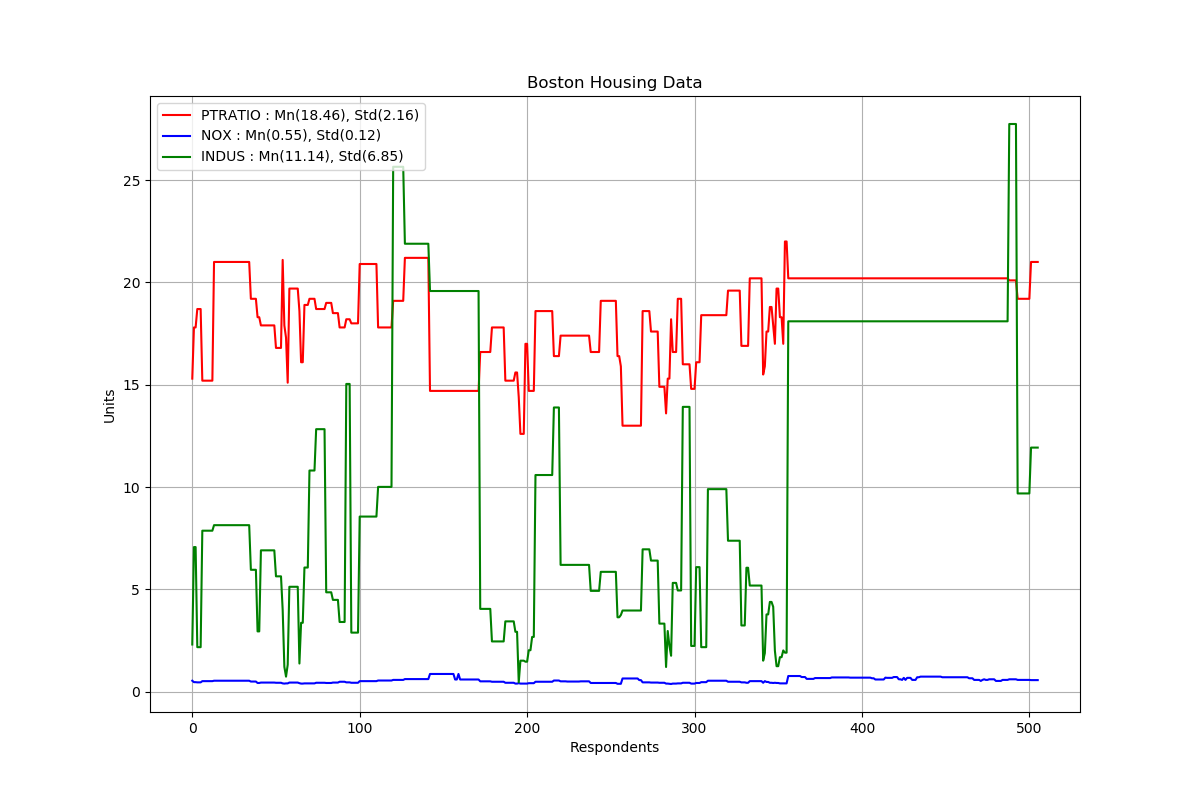 Boston Housing Data
PTRATIO : Mn(18.46), Std(2.16)
NOX : Mn(0.55), Std(0.12)
INDUS : Mn(11.14), Std(6.85)
25
20
15
10
5
0
Units
0 100 200 300 400 500
Respondents